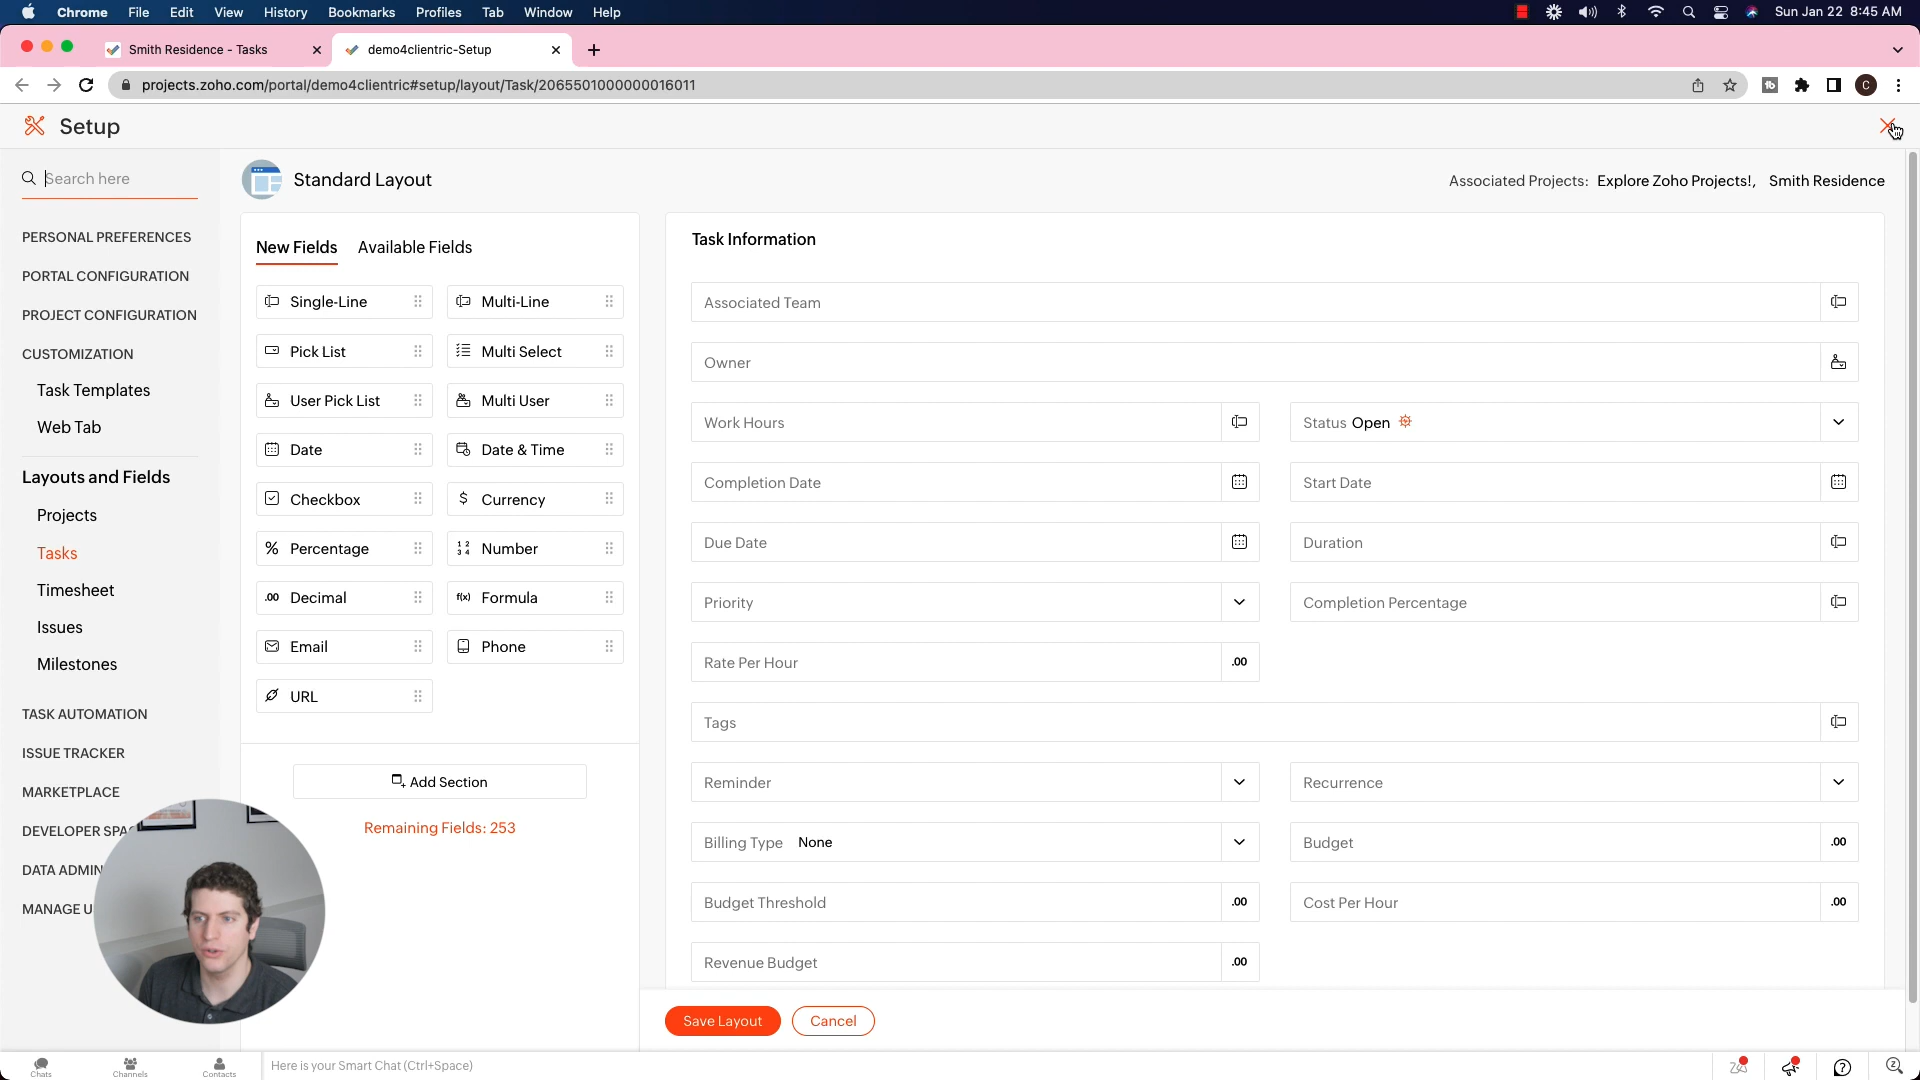 Chrome File Edit View History Bookmarks Profiles Tab Window Help Sun Jan 22 8:45 AM
Smith Residence - Tasks demo4clientric-Setup
projects.zoho.com/portal/demo4clientric#setup/layout/Task/2065501000000016011
Setup
Search here
Standard Layout
Associated Projects: Explore Zoho Projects!, Smith Residence
PERSONAL PREFERENCES
PORTAL CONFIGURATION
PROJECT CONFIGURATION
CUSTOMIZATION
Task Templates
Web Tab
Layouts and Fields
Projects
Tasks
Timesheet
Issues
Milestones
TASK AUTOMATION
ISSUE TRACKER
MARKETPLACE
DEVELOPER SPA
DATA ADMIN
MANAGE U
New Fields Available Fields
Single-Line Multi-Line
Pick List Multi Select
User Pick List Multi User
Date Date & Time
Checkbox $ Currency
% Percentage 12 34 Number
.00 Decimal f(x) Formula
Email Phone
URL
Add Section
Remaining Fields: 253
Task Information
Associated Team
Owner
Work Hours Status Open
Completion Date Start Date
Due Date Duration
Priority Completion Percentage
Rate Per Hour .00
Tags
Reminder Recurrence
Billing Type None Budget .00
Budget Threshold .00 Cost Per Hour .00
Revenue Budget .00
Save Layout Cancel
Chats Channels Contacts Here is your Smart Chat (Ctrl+Space)